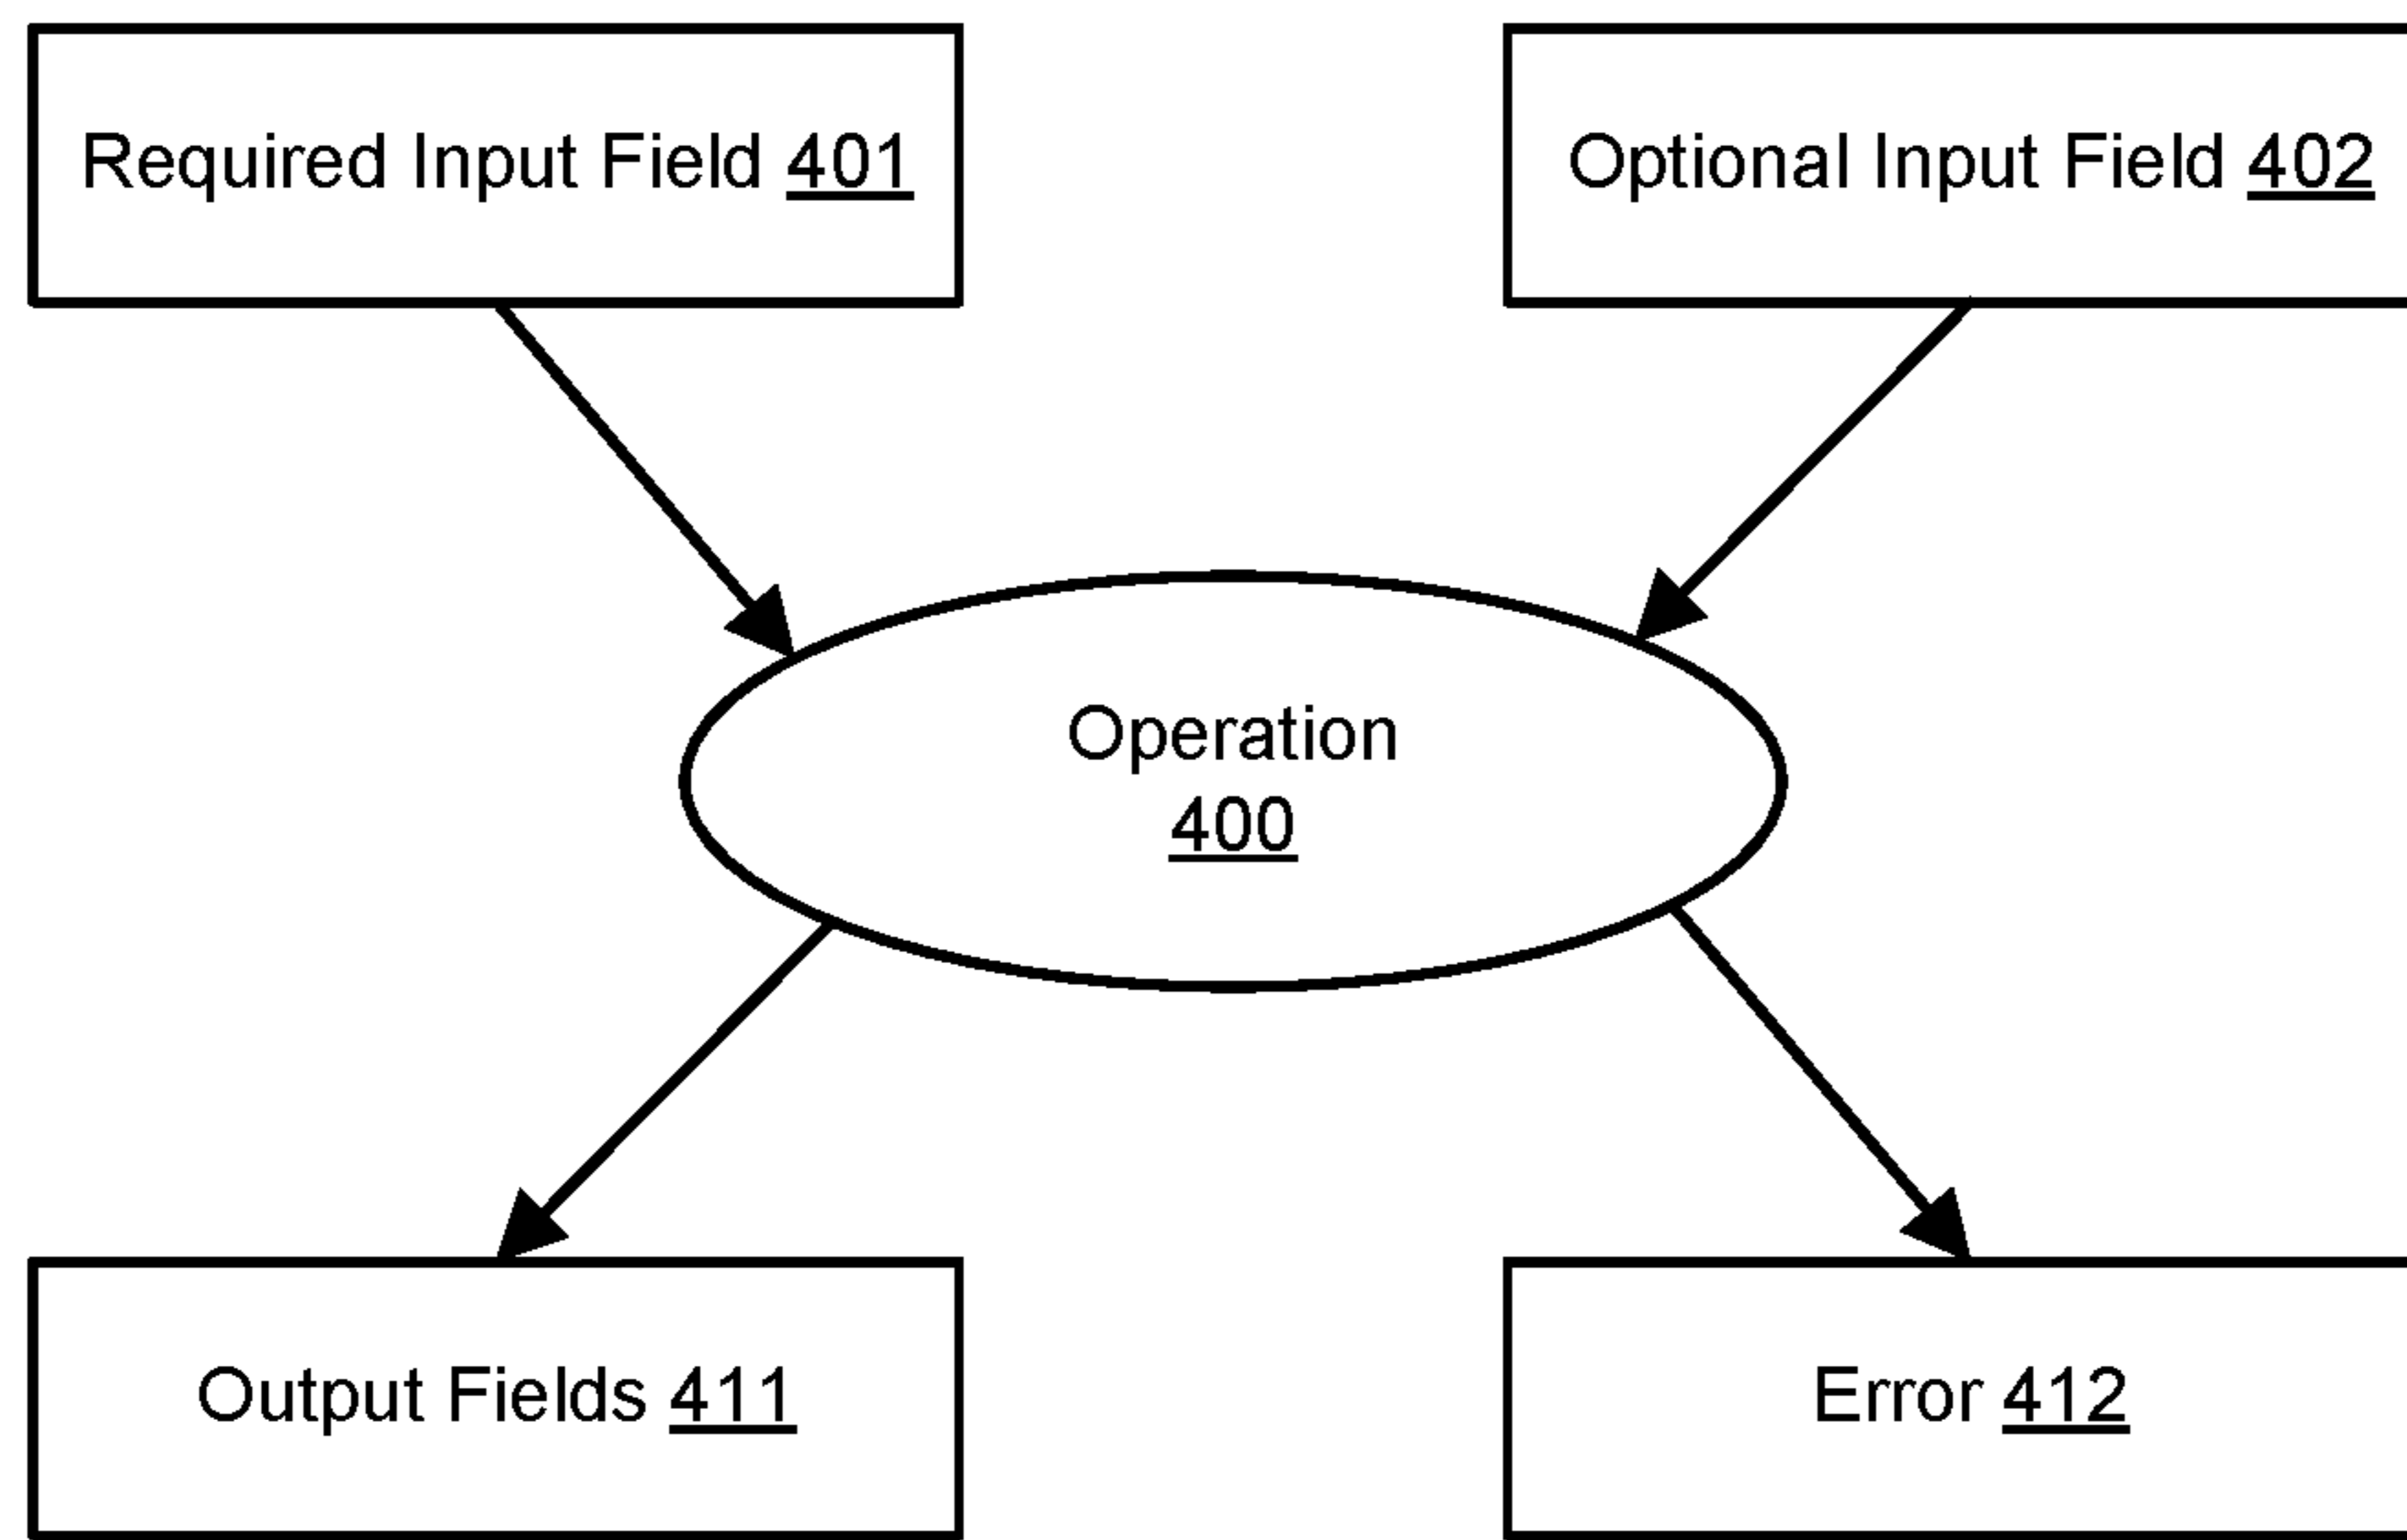 Required Input Field 401
Optional Input Field 402
Operation
400
Output Fields 411
Error 412